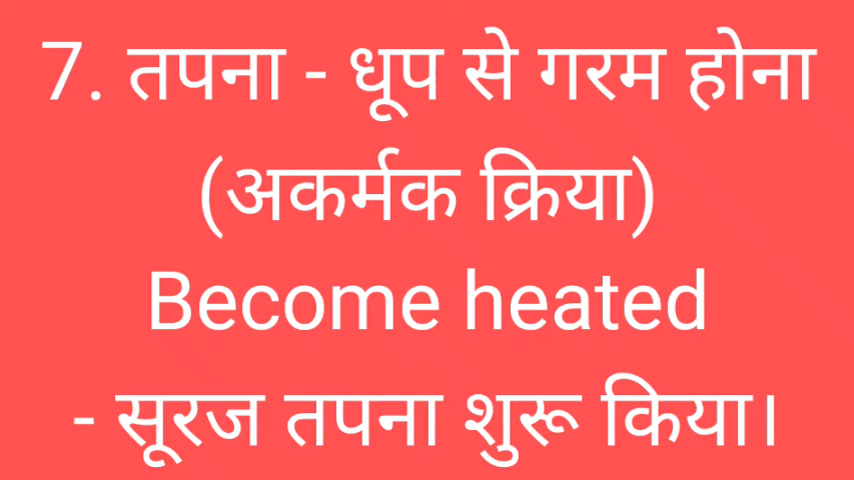 7. तपना - धूप से गरम होना
(अकर्मक क्रिया)
Become heated
- सूरज तपना शुरू किया।